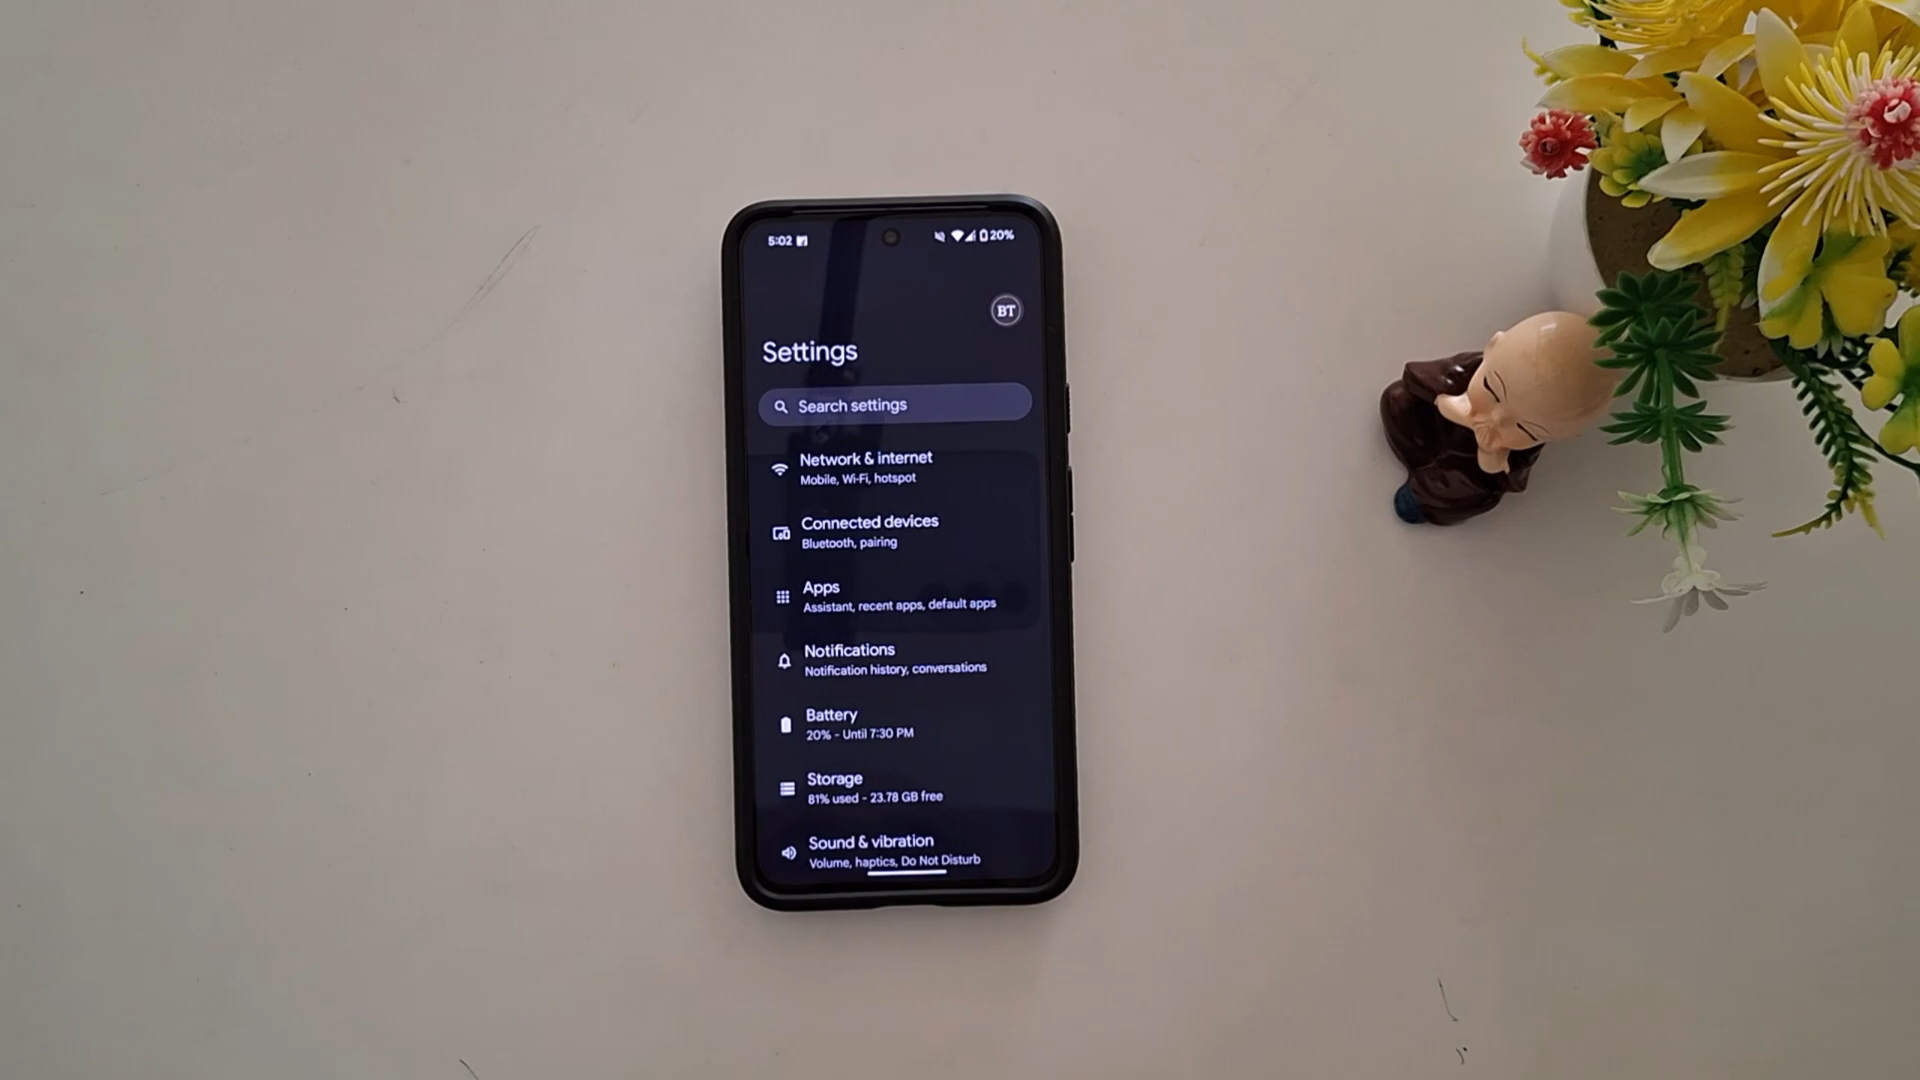 5:02
20%
BT
Settings
Search settings
Network & internet
Mobile, Wi-Fi, hotspot
Connected devices
Bluetooth, pairing
Apps
Assistant, recent apps, default apps
Notifications
Notification history, conversations
Battery
20% - Until 7:30 PM
Storage
81% used - 23.78 GB free
Sound & vibration
Volume, haptics, Do Not Disturb